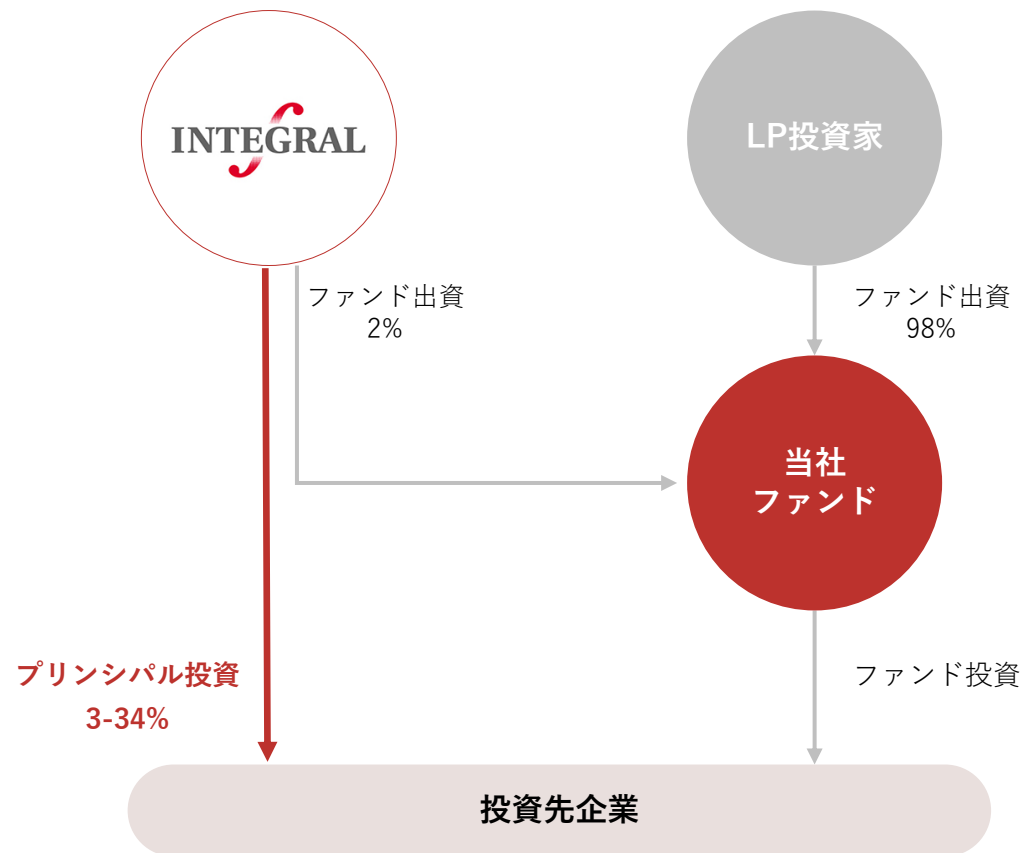 INTEGRAL
LP投資家
ファンド出資
2%
ファンド出資
98%
当社
ファンド
プリンシパル投資
3-34%
ファンド投資
投資先企業